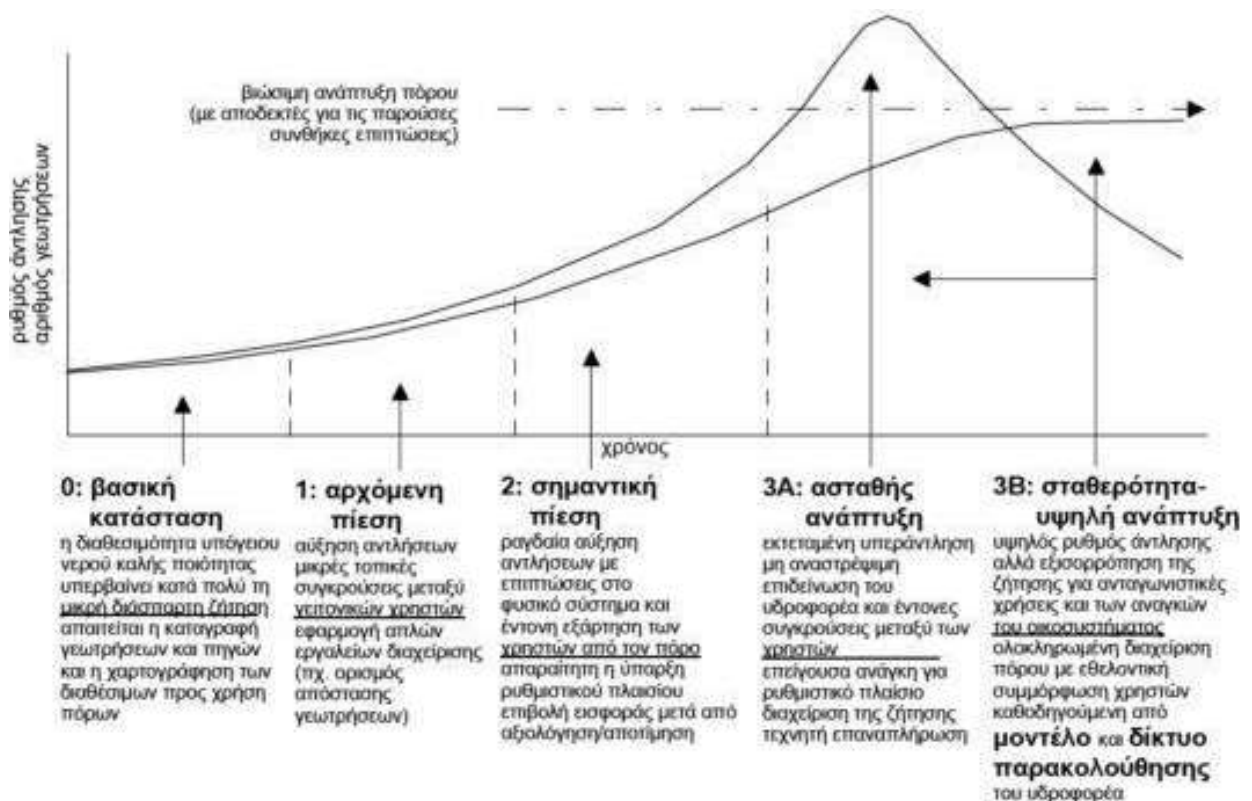 βιώσιμη ανάπτυξη πόρου
(με αποδεκτές για τις παρούσες
συνθήκες επιπτώσεις)
ρυθμός άντλησης
αριθμός γεωτρήσεων
χρόνος
0: βασική
κατάσταση
η διαθεσιμότητα υπόγειου
νερού καλής ποιότητας
υπερβαίνει κατά πολύ τη
μικρή διάσπαρτη ζήτηση
απαιτείται η καταγραφή
γεωτρήσεων και πηγών
και η χαρτογράφηση των
διαθέσιμων προς χρήση
πόρων
1: αρχόμενη
πίεση
αύξηση αντλήσεων
μικρές τοπικές
συγκρούσεις μεταξύ
γειτονικών χρηστών
εφαρμογή απλών
εργαλείων διαχείρισης
(πχ. ορισμός
απόστασης
γεωτρήσεων)
2: σημαντική
πίεση
ραγδαία αύξηση
αντλήσεων με
επιπτώσεις στο
φυσικό σύστημα και
έντονη εξάρτηση των
χρηστών από τον πόρο
απαραίτητη η ύπαρξη
ρυθμιστικού πλαισίου
επιβολή εισφοράς μετά από
αξιολόγηση/αποτίμηση
3Α: ασταθής
ανάπτυξη
εκτεταμένη υπεράντληση
μη αναστρέψιμη
επιδείνωση του
υδροφορέα και έντονες
συγκρούσεις μεταξύ των
χρηστών
επείγουσα ανάγκη για
ρυθμιστικό πλαίσιο
διαχείριση της ζήτησης
τεχνητή επαναπλήρωση
3Β: σταθερότητα-
υψηλή ανάπτυξη
υψηλός ρυθμός άντλησης
αλλά εξισορρόπηση της
ζήτησης για ανταγωνιστικές
χρήσεις και των αναγκών
του οικοσυστήματος
ολοκληρωμένη διαχείριση
πόρου με εθελοντική
συμμόρφωση χρηστών
καθοδηγούμενη από
μοντέλο και δίκτυο
παρακολούθησης
του υδροφορέα